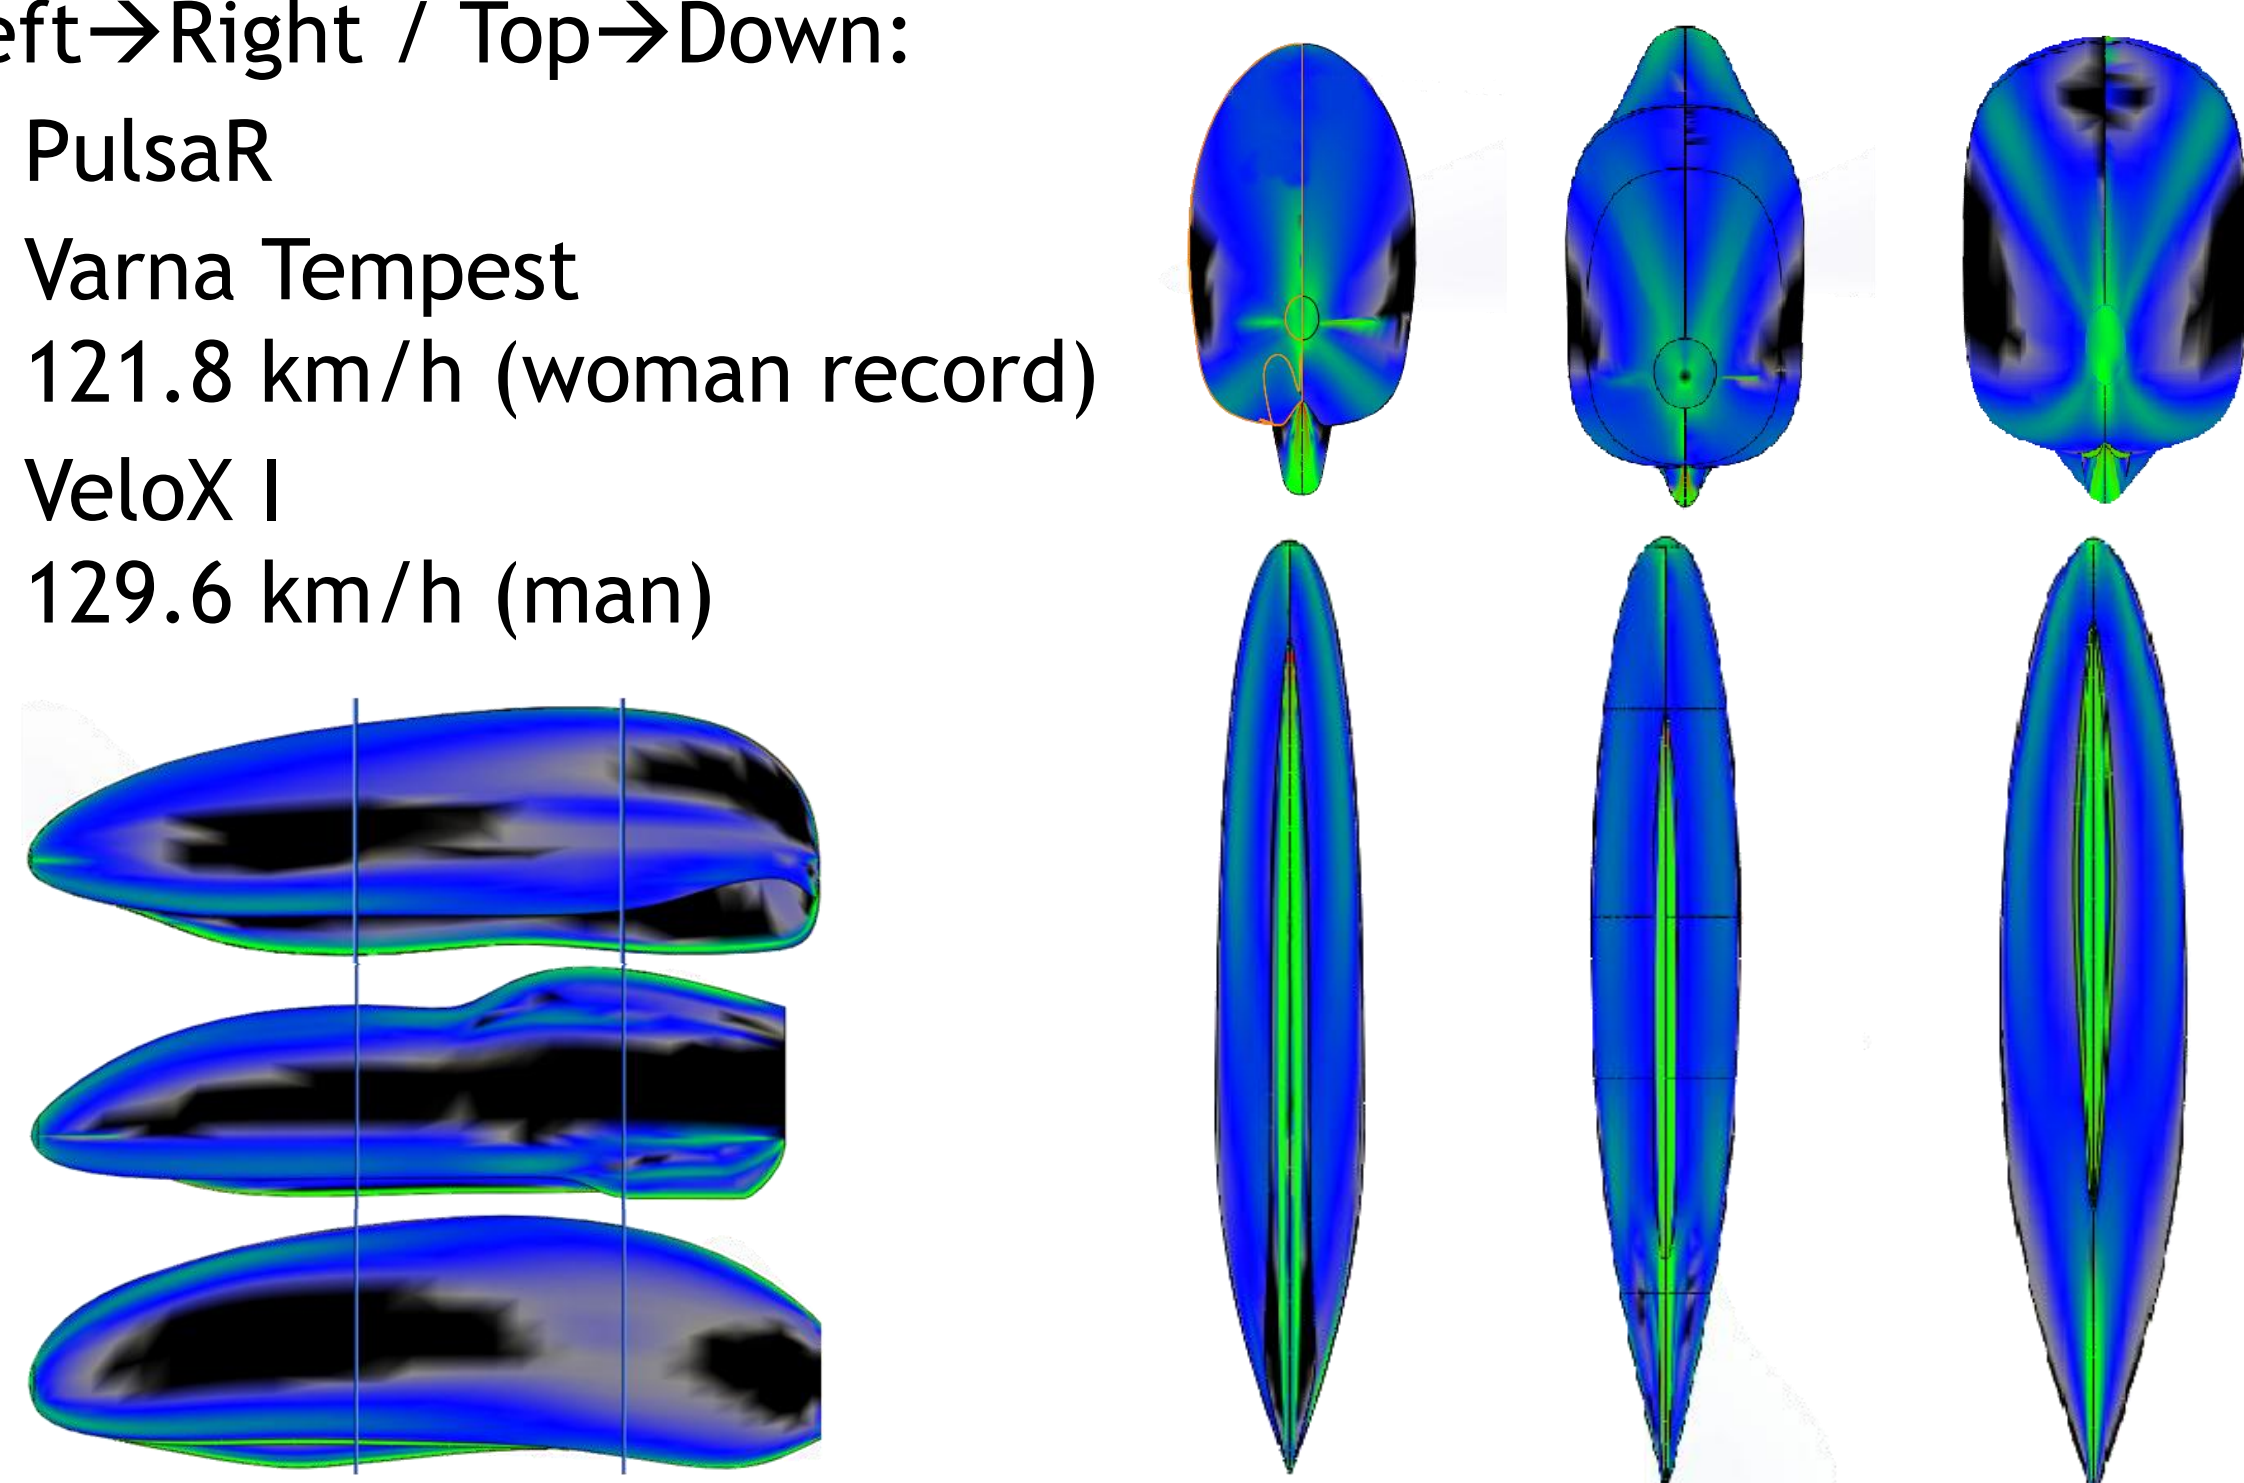 eft→Right / Top→Down:
PulsaR
Varna Tempest
121.8 km/h (woman record)
VeloX I
129.6 km/h (man)